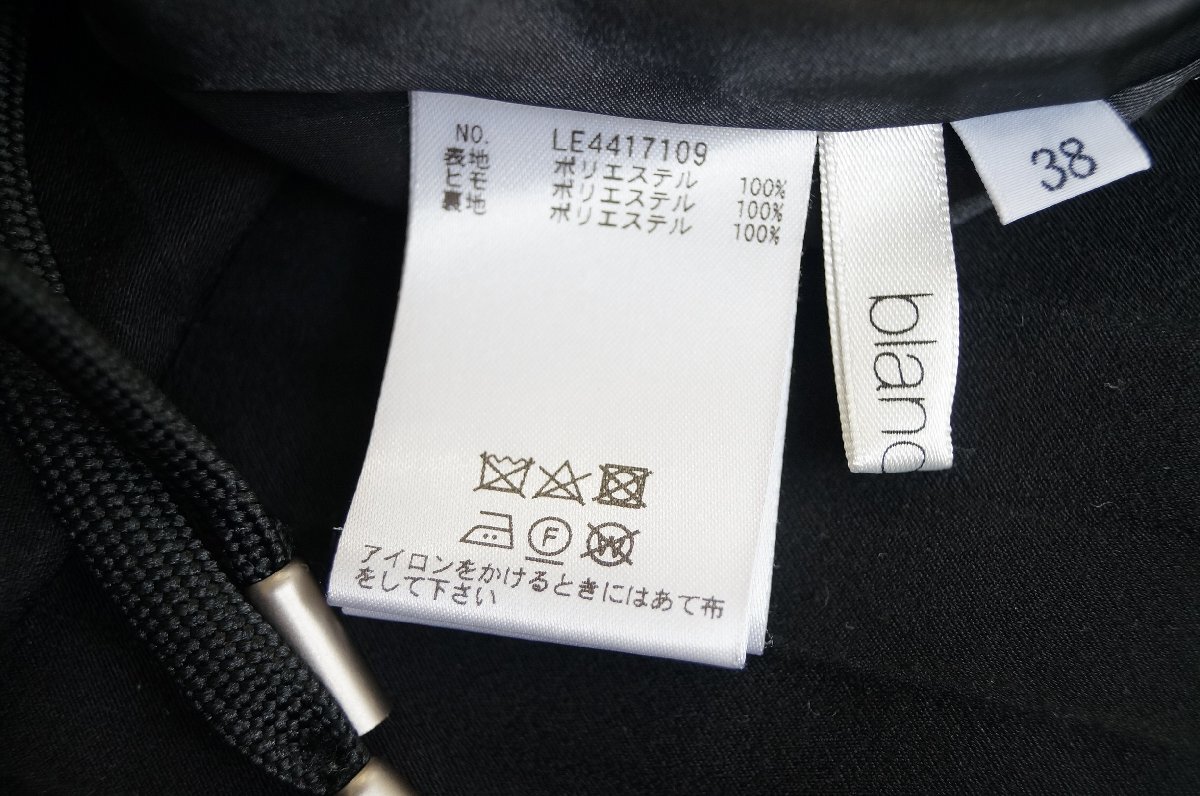 NO. LE4417109
表地 ポリエステル 100%
ヒモ ポリエステル 100%
裏地 ポリエステル 100%
F
W
アイロンをかけるときにはあて布
をして下さい
blanc
38